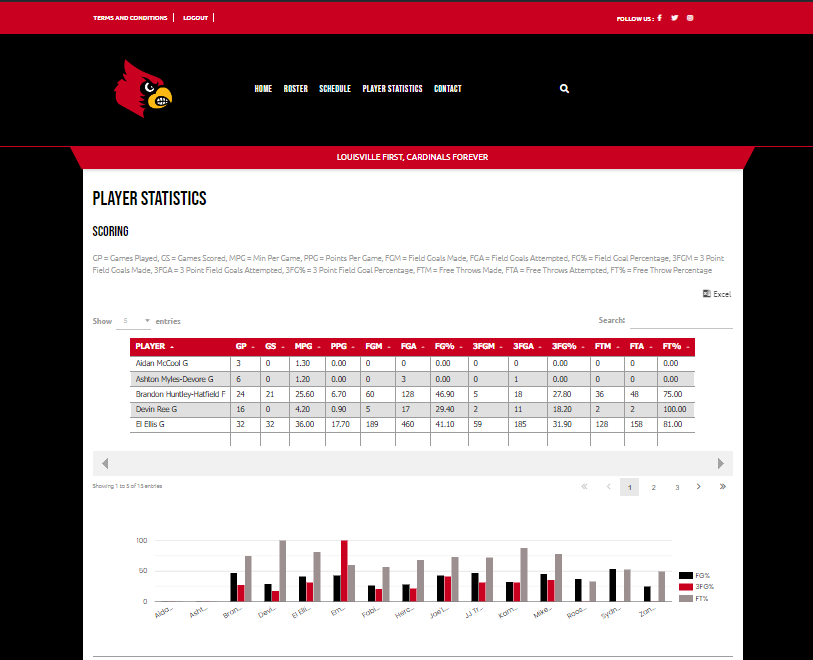 TERMS AND CONDITIONS LOGOUT FOLLOW US :
HOME ROSTER SCHEDULE PLAYER STATISTICS CONTACT
LOUISVILLE FIRST, CARDINALS FOREVER
PLAYER STATISTICS
SCORING
GP = Games Played, GS = Games Scored, MPG = Min Per Game, PPG = Points Per Game, FGM = Field Goals Made, FGA = Field Goals Attempted, FG% = Field Goal Percentage, 3FGM = 3 Point
Field Goals Made, 3FGA = 3 Point Field Goals Attempted, 3FG% = 3 Point Field Goal Percentage, FTM = Free Throws Made, FTA = Free Throws Attempted, FT% = Free Throw Percentage
Excel
Show 5 entries Search:
PLAYER GP GS MPG PPG FGM FGA FG% 3FGM 3FGA 3FG% FTM FTA FT%
Aidan McCool G 3 0 1.30 0.00 0 0 0.00 0 0 0.00 0 0 0.00
Ashton Myles-Devore G 6 0 1.20 0.00 0 3 0.00 0 1 0.00 0 0 0.00
Brandon Huntley-Hatfield F 24 21 25.60 6.70 60 128 46.90 5 18 27.80 36 48 75.00
Devin Ree G 16 0 4.20 0.90 5 17 29.40 2 11 18.20 2 2 100.00
El Ellis G 32 32 36.00 17.70 189 460 41.10 59 185 31.90 128 158 81.00
Showing 1 to 5 of 15 entries « ‹ 1 2 3 › »
100
50
0
FG%
3FG%
FT%
Aida... Asht... Bran... Devi... El Elli... Em... Fabi... Herc... Jae'l... JJ Tr... Kam... Mike... Roos... Sydn... Zan...